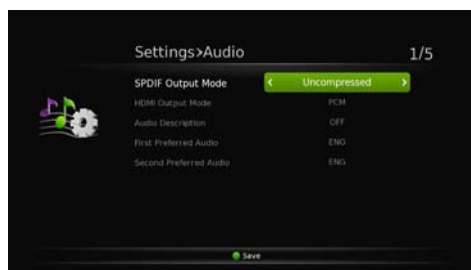 Settings>Audio
1/5
SPDIF Output Mode < Uncompressed >
HDMI Output Mode PCM
Audio Description OFF
First Preferred Audio ENG
Second Preferred Audio ENG
Save